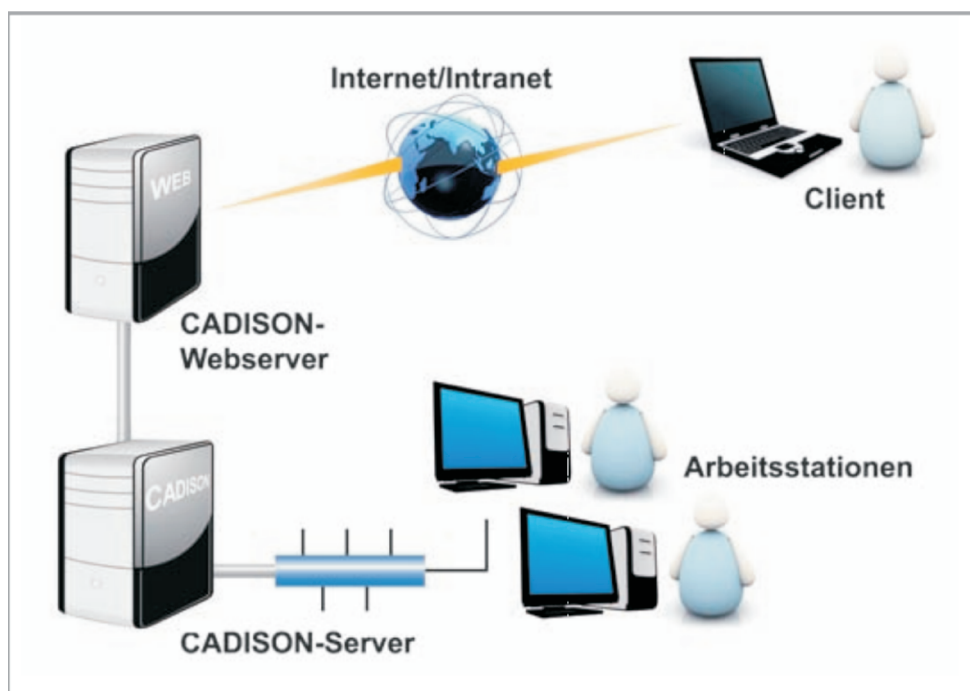 Internet/Intranet
Client
WEB
CADISON-
Webserver
CADISON
Arbeitsstationen
CADISON-Server